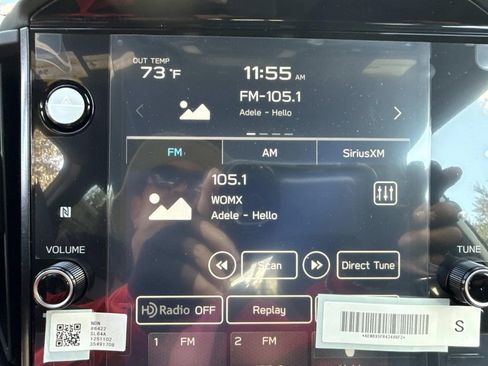 OUT TEMP
73°F
11:55 AM
FM-105.1
Adele - Hello
FM AM SiriusXM
105.1
WOMX
Adele - Hello
VOLUME
TUNE
Scan Direct Tune
HD Radio OFF Replay
S
1 FM 2 FM